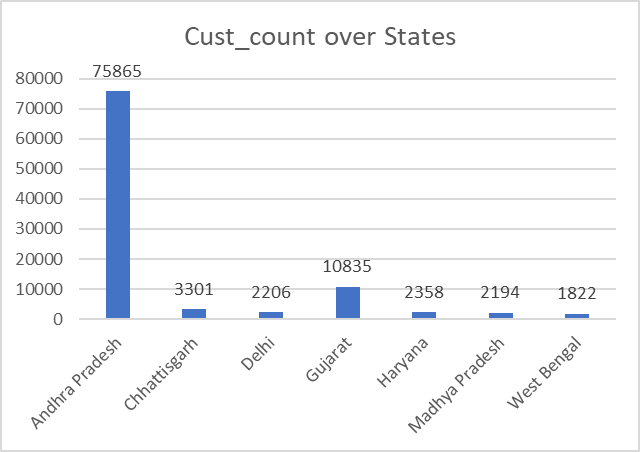 Cust_count over States
80000
70000
60000
50000
40000
30000
20000
10000
0
75865
3301
2206
10835
2358
2194
1822
Andhra Pradesh
Chhattisgarh
Delhi
Gujarat
Haryana
Madhya Pradesh
West Bengal